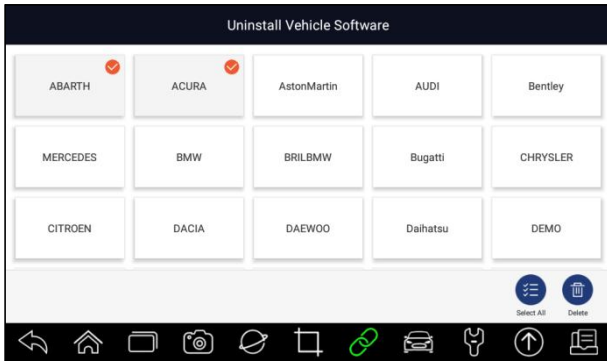 Uninstall Vehicle Software
ABARTH
ACURA
AstonMartin
AUDI
Bentley
MERCEDES
BMW
BRILBMW
Bugatti
CHRYSLER
CITROEN
DACIA
DAEWOO
Daihatsu
DEMO
Select All
Delete